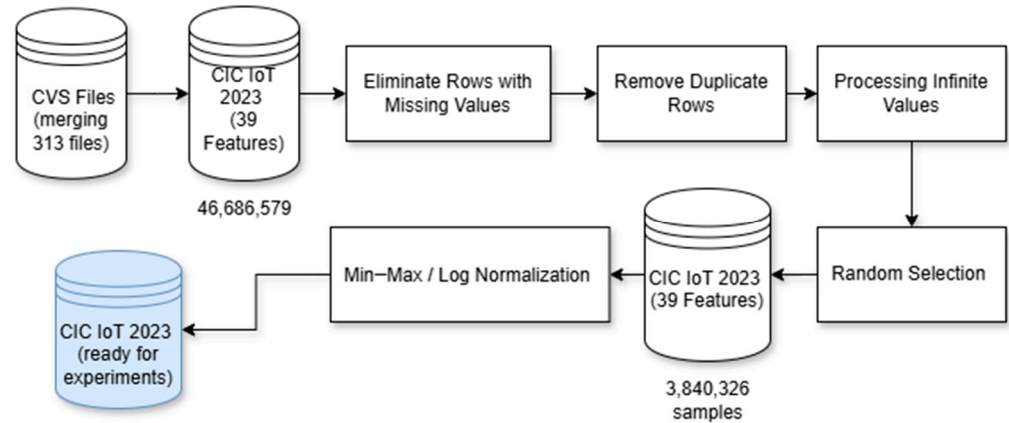 CVS Files
(merging
313 files)
CIC IoT
2023
(39
Features)
46,686,579
Eliminate Rows with
Missing Values
Remove Duplicate
Rows
Processing Infinite
Values
Random Selection
CIC IoT 2023
(39 Features)
3,840,326
samples
Min–Max / Log Normalization
CIC IoT 2023
(ready for
experiments)